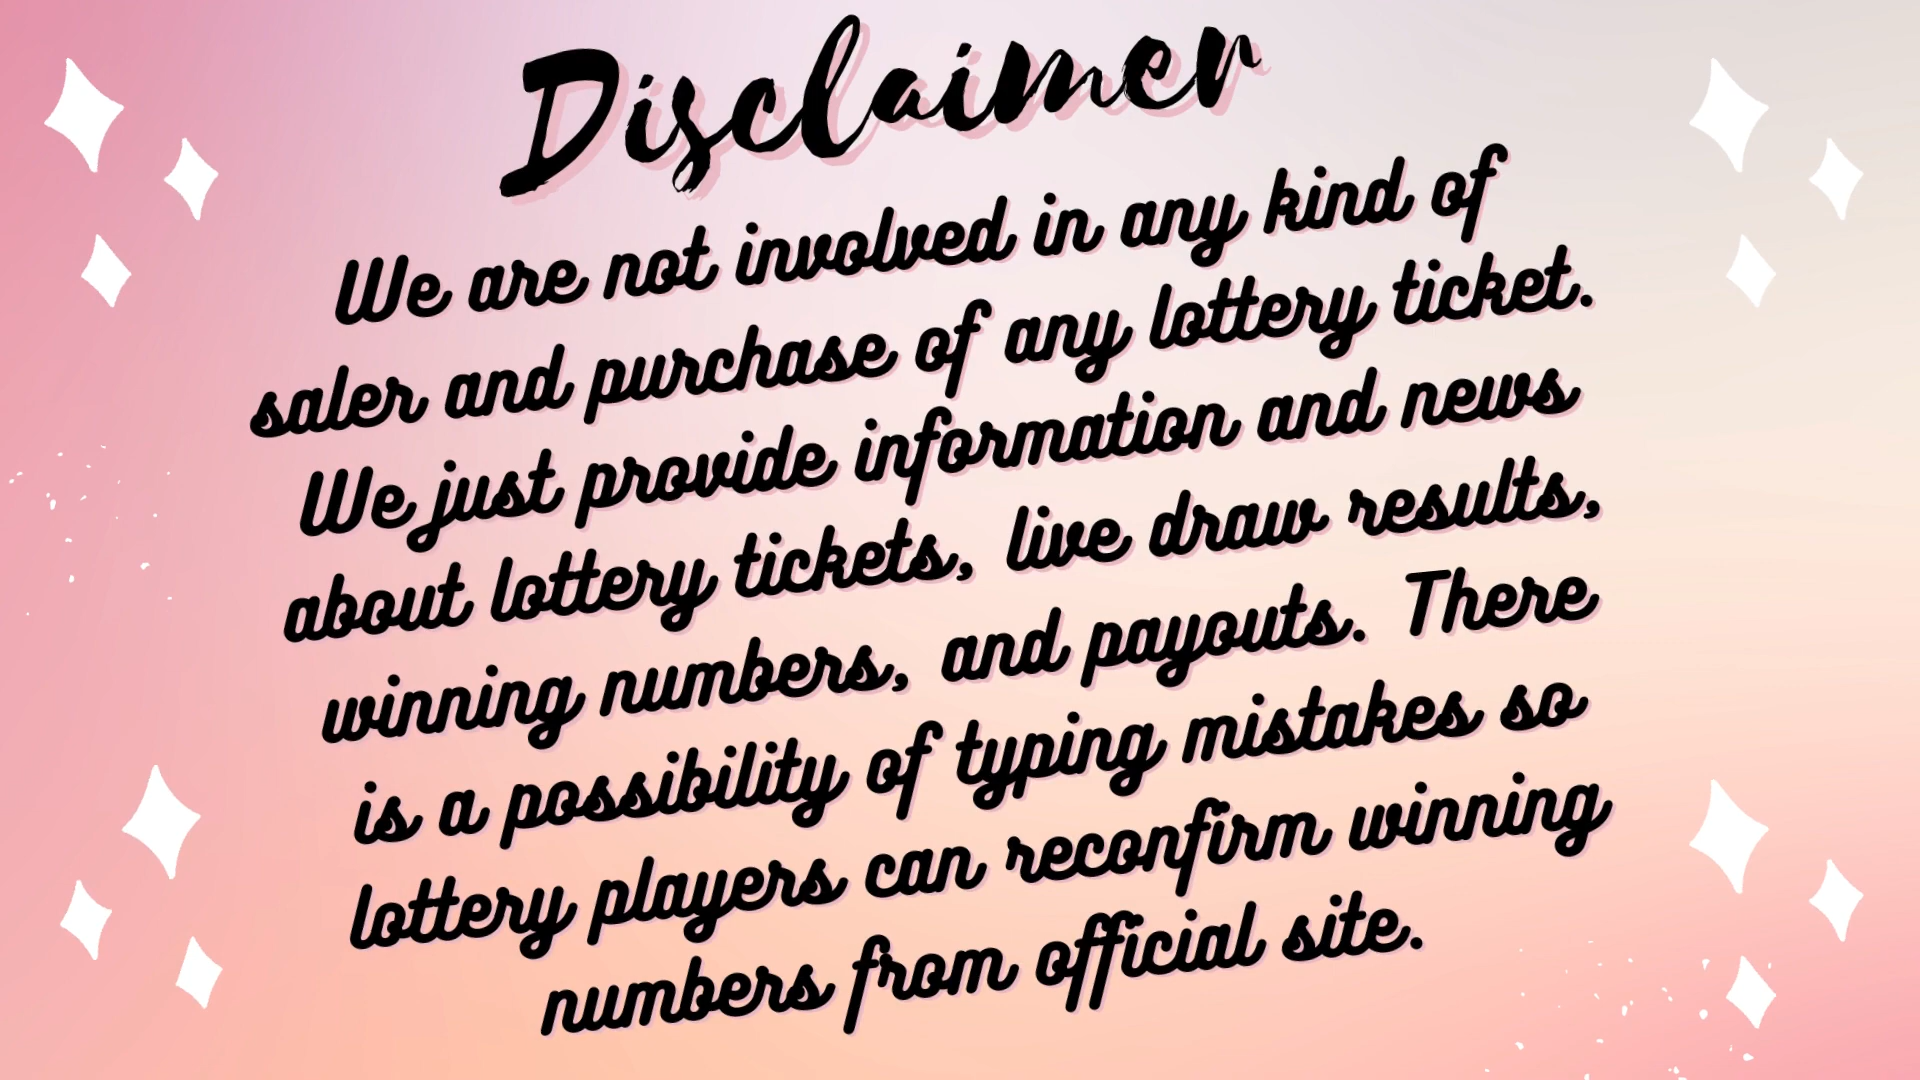 Disclaimer
We are not involved in any kind of
saler and purchase of any lottery ticket.
We just provide information and news
about lottery tickets, live draw results,
winning numbers, and payouts. There
is a possibility of typing mistakes so
lottery players can reconfirm winning
numbers from official site.